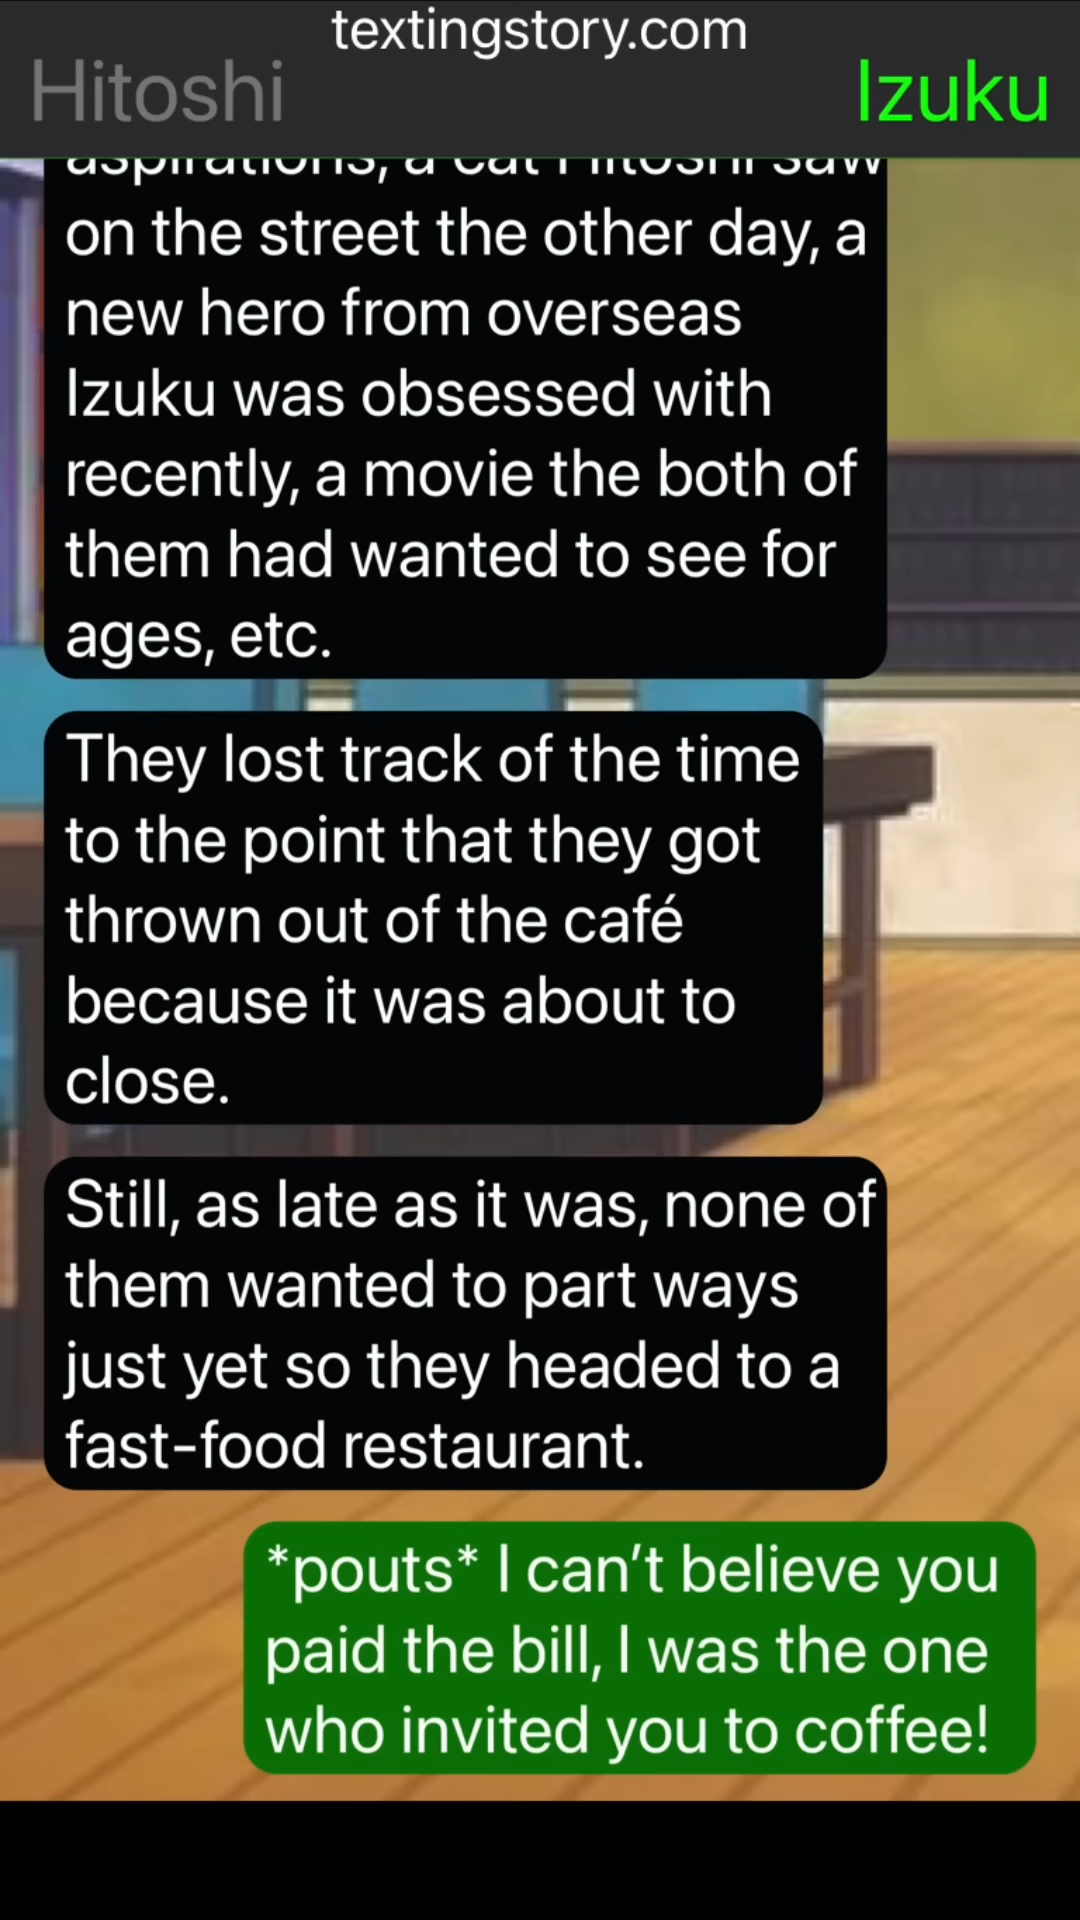 textingstory.com
Hitoshi
Izuku
aspirations, a cat Hitoshi saw
on the street the other day, a
new hero from overseas
Izuku was obsessed with
recently, a movie the both of
them had wanted to see for
ages, etc.
They lost track of the time
to the point that they got
thrown out of the café
because it was about to
close.
Still, as late as it was, none of
them wanted to part ways
just yet so they headed to a
fast-food restaurant.
*pouts* I can’t believe you
paid the bill, I was the one
who invited you to coffee!